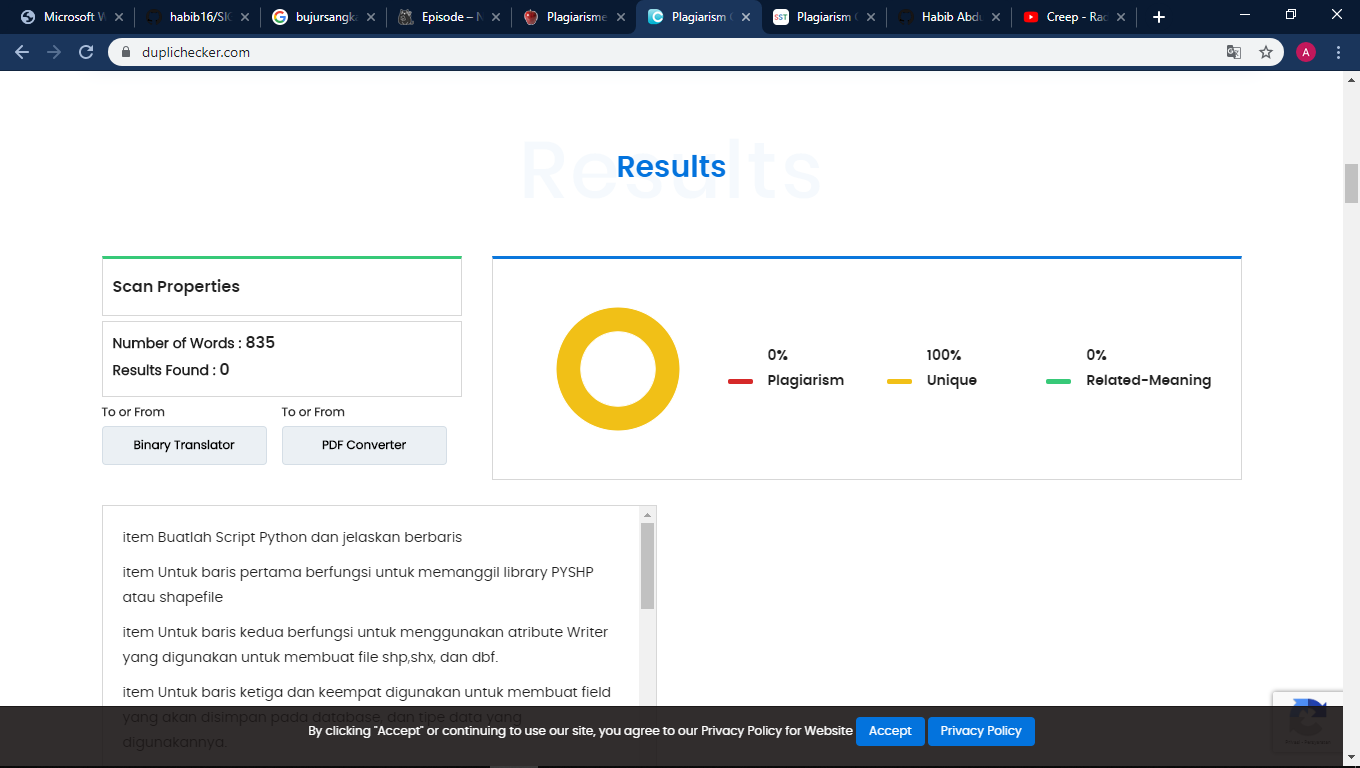 Microsoft W
habib16/SIG
bujursangka
Episode – N
Plagiarisme
Plagiarism C
Plagiarism C
Habib Abdu
Creep - Rad
duplichecker.com
A
Results
Results
Scan Properties
Number of Words : 835
Results Found : 0
To or From
To or From
Binary Translator
PDF Converter
0%
Plagiarism
100%
Unique
0%
Related-Meaning
item Buatlah Script Python dan jelaskan berbaris
item Untuk baris pertama berfungsi untuk memanggil library PYSHP
atau shapefile
item Untuk baris kedua berfungsi untuk menggunakan atribute Writer
yang digunakan untuk membuat file shp,shx, dan dbf.
item Untuk baris ketiga dan keempat digunakan untuk membuat field
yang akan disimpan pada database, dan tipe data yang
digunakannya.
By clicking "Accept" or continuing to use our site, you agree to our Privacy Policy for Website
Accept
Privacy Policy